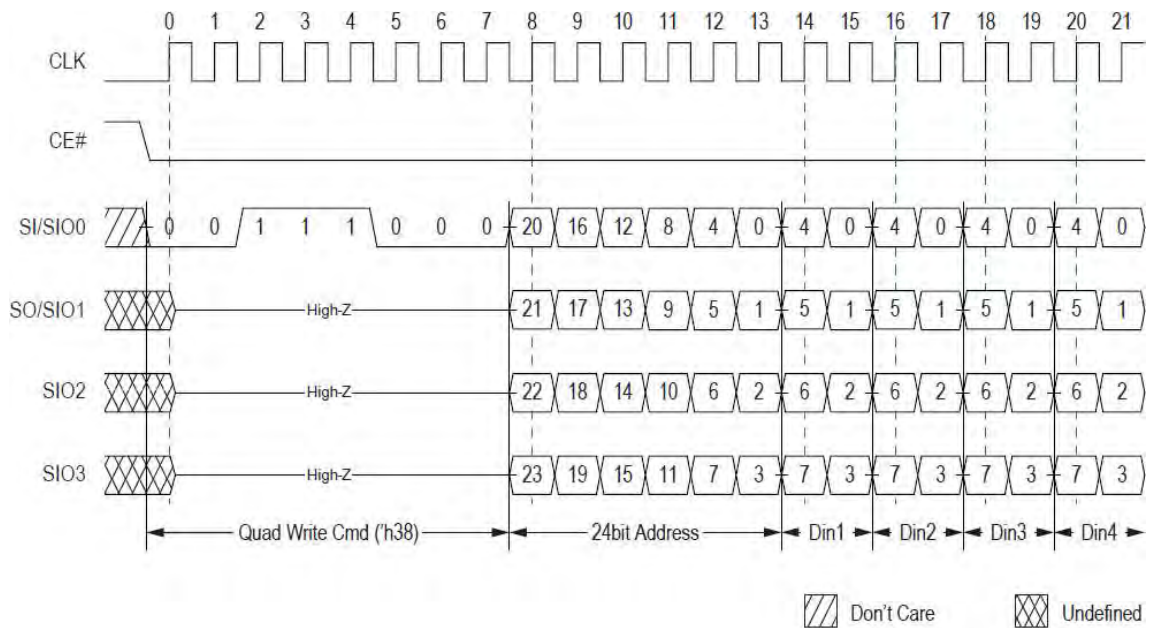 0 1 2 3 4 5 6 7 8 9 10 11 12 13 14 15 16 17 18 19 20 21
CLK
CE#
SI/SIO0 0 0 1 1 1 0 0 0 20 16 12 8 4 0 4 0 4 0 4 0 4 0
SO/SIO1 High-Z 21 17 13 9 5 1 5 1 5 1 5 1 5 1
SIO2 High-Z 22 18 14 10 6 2 6 2 6 2 6 2 6 2
SIO3 High-Z 23 19 15 11 7 3 7 3 7 3 7 3 7 3
Quad Write Cmd ('h38) 24bit Address Din1 Din2 Din3 Din4
Don't Care Undefined